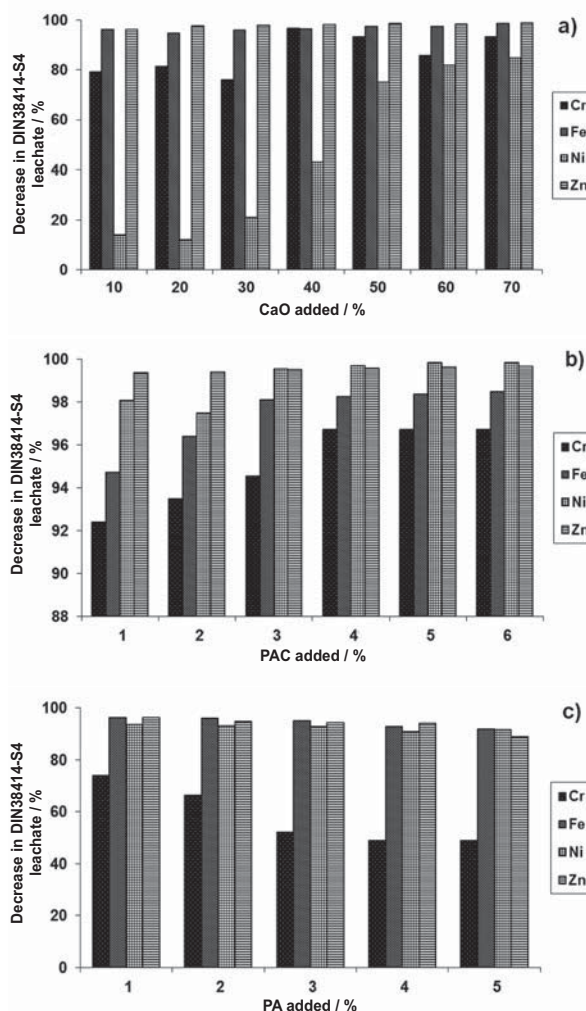 a)
Decrease in DIN38414-S4
leachate / %
100
80
60
40
20
0
10 20 30 40 50 60 70
CaO added / %
Cr
Fe
Ni
Zn
b)
Decrease in DIN38414-S4
leachate / %
100
98
96
94
92
90
88
1 2 3 4 5 6
PAC added / %
Cr
Fe
Ni
Zn
c)
Decrease in DIN38414-S4
leachate / %
100
80
60
40
20
0
1 2 3 4 5
PA added / %
Cr
Fe
Ni
Zn